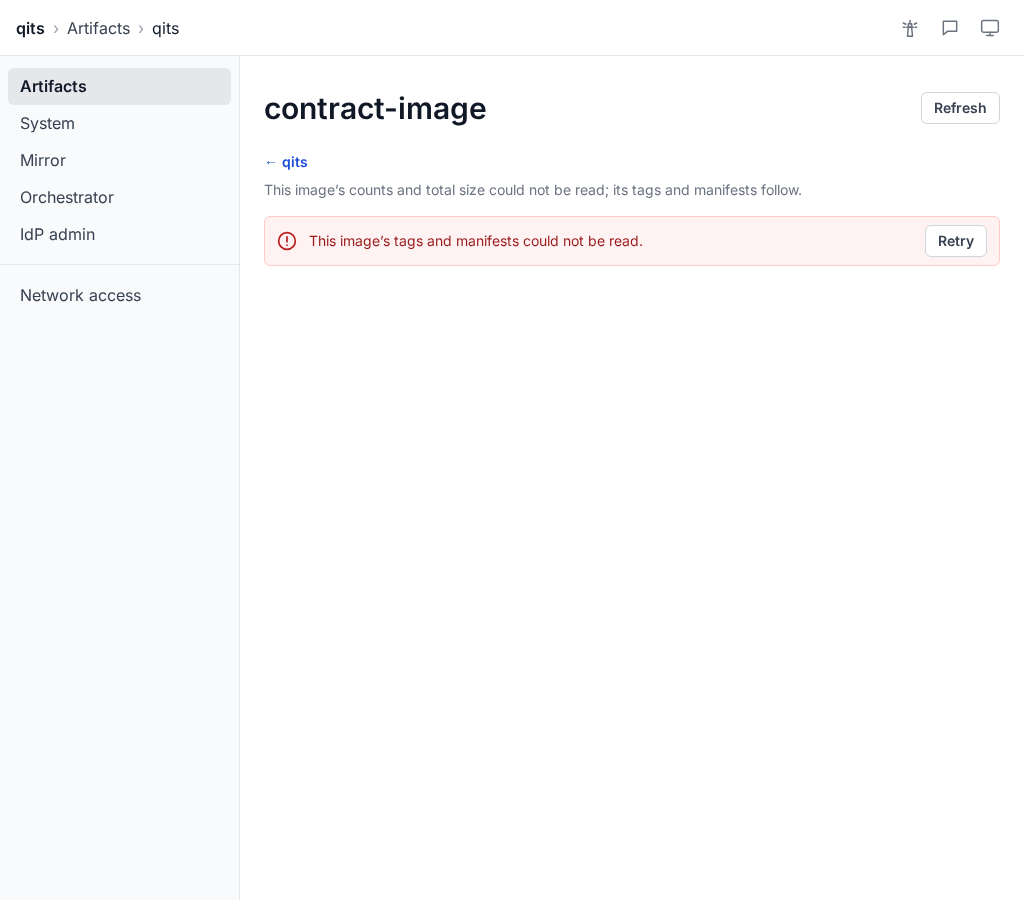 qits › Artifacts › qits
Artifacts
System
Mirror
Orchestrator
IdP admin
Network access
contract-image
Refresh
← qits
This image’s counts and total size could not be read; its tags and manifests follow.
This image’s tags and manifests could not be read.
Retry